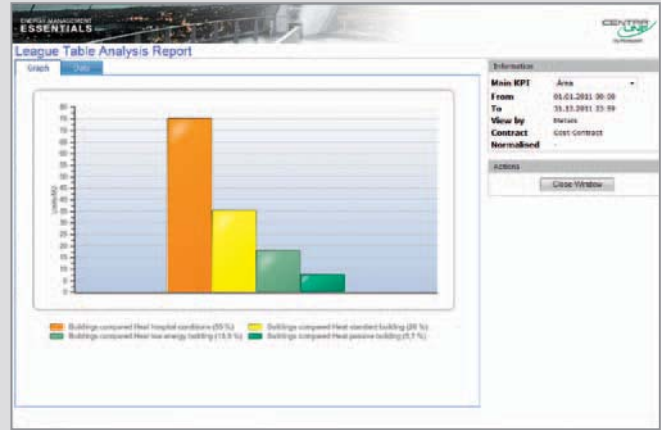 ENERGY MANAGEMENT
ESSENTIALS
CENTRA
LINE
by Honeywell
League Table Analysis Report
Graph
Data
Information
Main KPI Area
From 01.01.2011 00:00
To 31.12.2011 23:59
View by
Contract Cost Contract
Normalised -
Actions
Close Window
80
75
70
65
60
55
50
45
40
35
30
25
20
15
10
5
0
Buildings compared Heat hospital conditions (55 %)
Buildings compared Heat standard building (26 %)
Buildings compared Heat low energy building
Buildings compared Heat passive building (5,7 %)